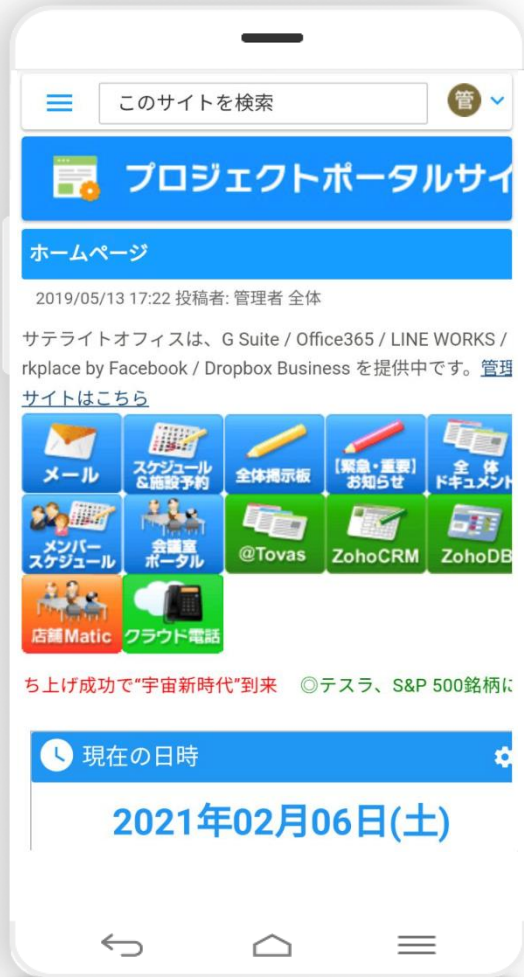 このサイトを検索
管
プロジェクトポータルサイ
ホームページ
2019/05/13 17:22 投稿者: 管理者 全体
サテライトオフィスは、G Suite / Office365 / LINE WORKS /
rkplace by Facebook / Dropbox Business を提供中です。管理
サイトはこちら
メール
スケジュール
&施設予約
全体掲示板
【緊急・重要】
お知らせ
全 体
ドキュメント
メンバー
スケジュール
会議室
ポータル
@Tovas
ZohoCRM
ZohoDB
店舗Matic
クラウド電話
ち上げ成功で“宇宙新時代”到来 ◎テスラ、S&P 500銘柄に
現在の日時
2021年02月06日(土)